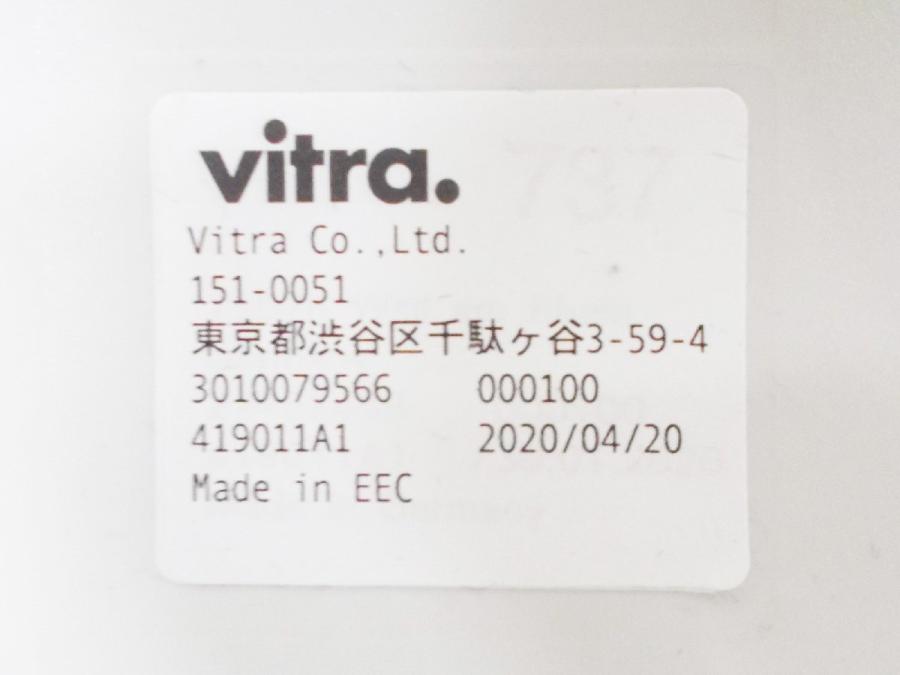 vitra.
Vitra Co.,Ltd.
151-0051
東京都渋谷区千駄ヶ谷3-59-4
3010079566 000100
419011A1 2020/04/20
Made in EEC